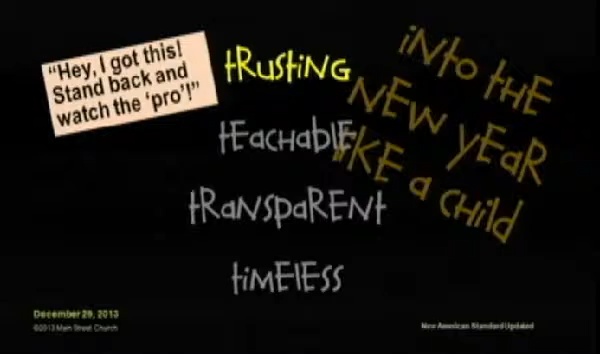 “Hey, I got this!
Stand back and
watch the ‘pro’!”
tRUStiNG
tEacHablE
tRaNSpaRENt
tiMElESS
iNto tHE
NEW yEaR
liKE a CHilD
December 29, 2013
©2013 Main Street Church
New American Standard Updated